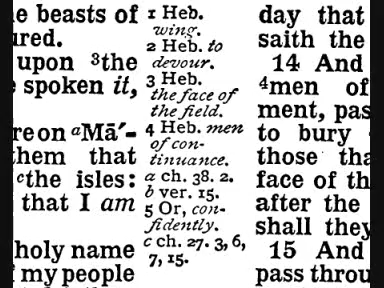 beasts of
ured.
upon 3the
spoken it,
re on aMā′-
them that
cthe isles:
that I am
holy name
my people
1 Heb.
wing.
2 Heb. to
devour.
3 Heb.
the face of
the field.
4 Heb. men
of con-
tinuance.
a ch. 38. 2.
b ver. 15.
5 Or, con-
fidently.
c ch. 27. 3, 6,
7, 15.
day that
saith the
14 And
4men of
ment, pas
to bury
those tha
face of th
after the
shall they
15 And
pass throu